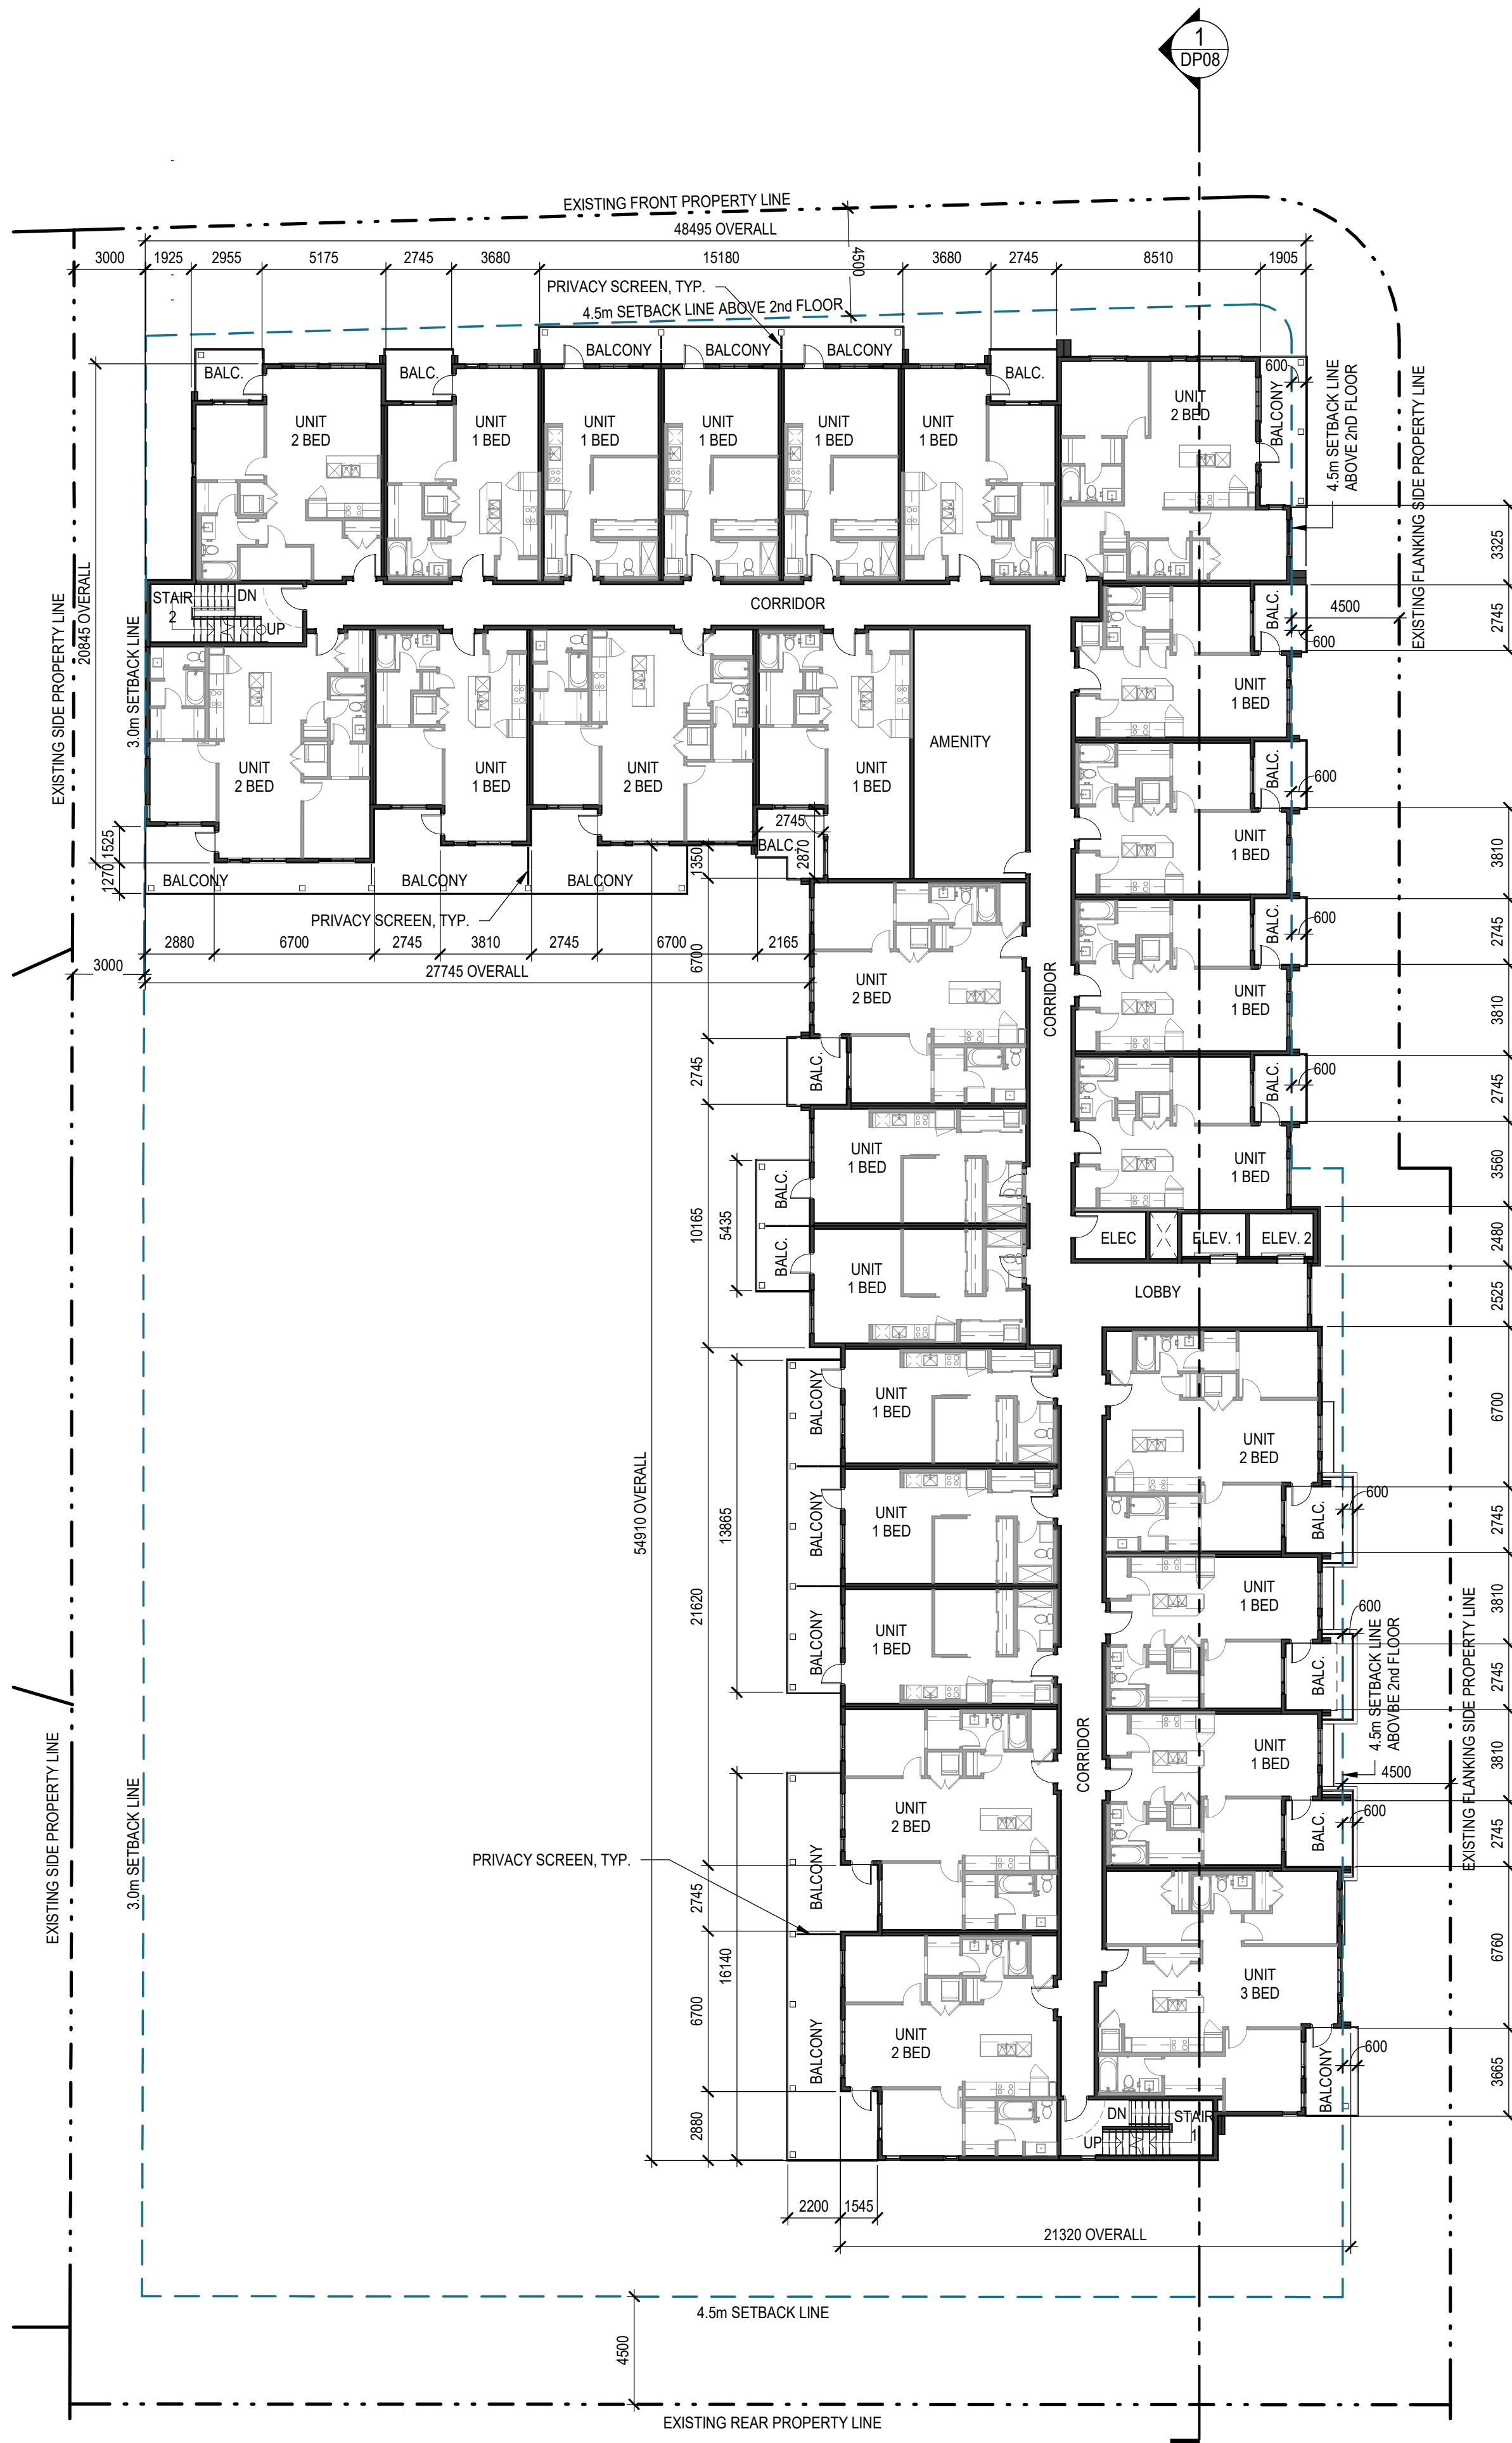 1
DP08
EXISTING FRONT PROPERTY LINE
48495 OVERALL
3000
1925
2955
5175
2745
3680
15180
4500
3680
2745
8510
1905
PRIVACY SCREEN, TYP.
4.5m SETBACK LINE ABOVE 2nd FLOOR
BALCONY
BALCONY
BALCONY
BALC.
BALC.
BALC.
600
BALCONY
4.5m SETBACK LINE
ABOVE 2nD FLOOR
EXISTING FLANKING SIDE PROPERTY LINE
UNIT
2 BED
UNIT
1 BED
UNIT
1 BED
UNIT
1 BED
UNIT
1 BED
UNIT
1 BED
UNIT
2 BED
3325
EXISTING SIDE PROPERTY LINE
20845 OVERALL
3.0m SETBACK LINE
STAIR
2
DN
UP
CORRIDOR
BALC.
4500
600
2745
UNIT
1 BED
AMENITY
UNIT
2 BED
UNIT
1 BED
UNIT
2 BED
UNIT
1 BED
BALC.
600
UNIT
1 BED
3810
2745
BALC.
2870
1350
1525
1270
BALCONY
BALCONY
BALCONY
PRIVACY SCREEN, TYP.
2880
6700
2745
3810
2745
6700
2165
6700
3000
27745 OVERALL
UNIT
2 BED
CORRIDOR
BALC.
600
2745
UNIT
1 BED
3810
BALC.
2745
BALC.
600
2745
UNIT
1 BED
3560
UNIT
1 BED
BALC.
BALC.
5435
10165
UNIT
1 BED
ELEC
ELEV. 1
ELEV. 2
2480
LOBBY
2525
UNIT
1 BED
BALCONY
UNIT
2 BED
6700
54910 OVERALL
13865
21620
UNIT
1 BED
BALCONY
BALC.
600
2745
UNIT
1 BED
3810
UNIT
1 BED
BALCONY
BALC.
600
2745
4.5m SETBACK LINE
ABOVBE 2nd FLOOR
EXISTING FLANKING SIDE PROPERTY LINE
CORRIDOR
UNIT
1 BED
3810
4500
UNIT
2 BED
BALCONY
BALC.
600
2745
EXISTING SIDE PROPERTY LINE
3.0m SETBACK LINE
PRIVACY SCREEN, TYP.
2745
16140
UNIT
3 BED
6760
6700
BALCONY
UNIT
2 BED
BALCONY
600
3665
2880
DN
UP
STAIR
1
2200
1545
21320 OVERALL
4.5m SETBACK LINE
4500
EXISTING REAR PROPERTY LINE